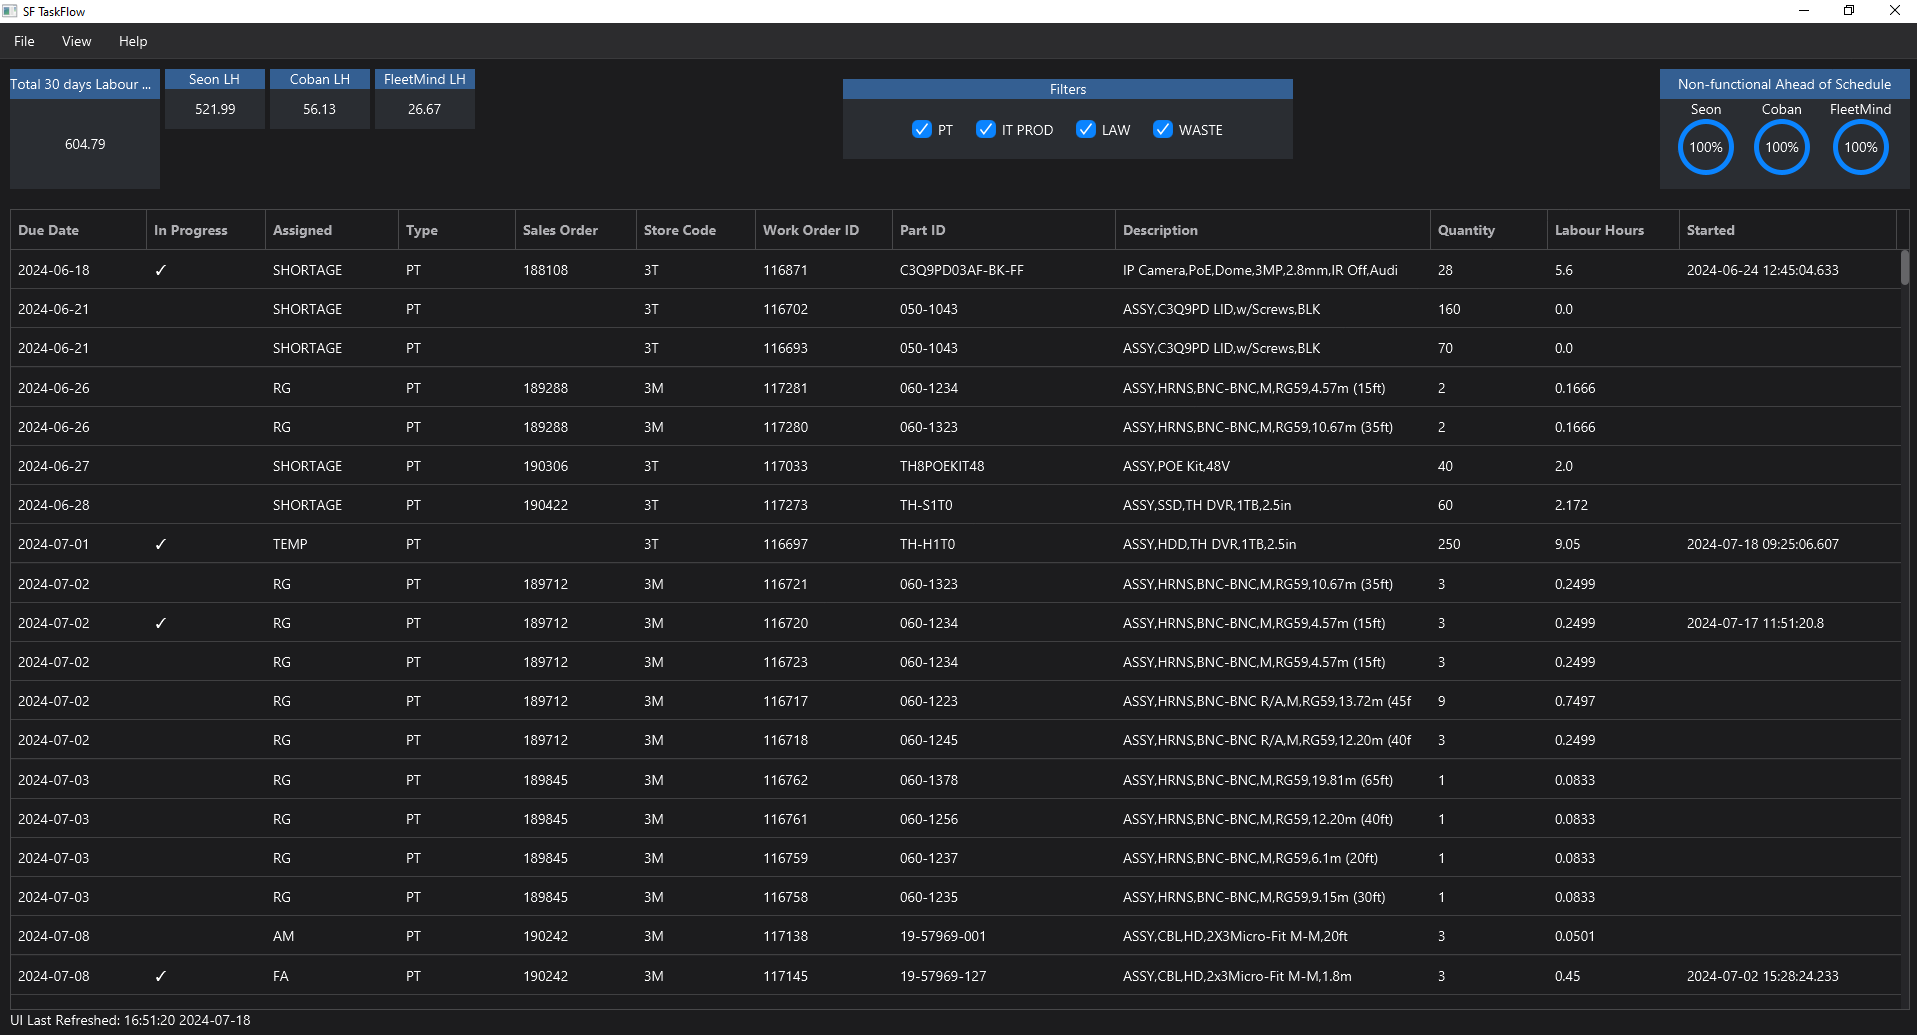 SF TaskFlow
File View Help
Total 30 days Labour ...
604.79
Seon LH
521.99
Coban LH
56.13
FleetMind LH
26.67
Filters
PT IT PROD LAW WASTE
Non-functional Ahead of Schedule
Seon Coban FleetMind
100% 100% 100%
Due Date In Progress Assigned Type Sales Order Store Code Work Order ID Part ID Description Quantity Labour Hours Started
2024-06-18 ✓ SHORTAGE PT 188108 3T 116871 C3Q9PD03AF-BK-FF IP Camera,PoE,Dome,3MP,2.8mm,IR Off,Audi 28 5.6 2024-06-24 12:45:04.633
2024-06-21 SHORTAGE PT 3T 116702 050-1043 ASSY,C3Q9PD LID,w/Screws,BLK 160 0.0
2024-06-21 SHORTAGE PT 3T 116693 050-1043 ASSY,C3Q9PD LID,w/Screws,BLK 70 0.0
2024-06-26 RG PT 189288 3M 117281 060-1234 ASSY,HRNS,BNC-BNC,M,RG59,4.57m (15ft) 2 0.1666
2024-06-26 RG PT 189288 3M 117280 060-1323 ASSY,HRNS,BNC-BNC,M,RG59,10.67m (35ft) 2 0.1666
2024-06-27 SHORTAGE PT 190306 3T 117033 TH8POEKIT48 ASSY,POE Kit,48V 40 2.0
2024-06-28 SHORTAGE PT 190422 3T 117273 TH-S1T0 ASSY,SSD,TH DVR,1TB,2.5in 60 2.172
2024-07-01 ✓ TEMP PT 3T 116697 TH-H1T0 ASSY,HDD,TH DVR,1TB,2.5in 250 9.05 2024-07-18 09:25:06.607
2024-07-02 RG PT 189712 3M 116721 060-1323 ASSY,HRNS,BNC-BNC,M,RG59,10.67m (35ft) 3 0.2499
2024-07-02 ✓ RG PT 189712 3M 116720 060-1234 ASSY,HRNS,BNC-BNC,M,RG59,4.57m (15ft) 3 0.2499 2024-07-17 11:51:20.8
2024-07-02 RG PT 189712 3M 116723 060-1234 ASSY,HRNS,BNC-BNC,M,RG59,4.57m (15ft) 3 0.2499
2024-07-02 RG PT 189712 3M 116717 060-1223 ASSY,HRNS,BNC-BNC R/A,M,RG59,13.72m (45f 9 0.7497
2024-07-02 RG PT 189712 3M 116718 060-1245 ASSY,HRNS,BNC-BNC R/A,M,RG59,12.20m (40f 3 0.2499
2024-07-03 RG PT 189845 3M 116762 060-1378 ASSY,HRNS,BNC-BNC,M,RG59,19.81m (65ft) 1 0.0833
2024-07-03 RG PT 189845 3M 116761 060-1256 ASSY,HRNS,BNC-BNC,M,RG59,12.20m (40ft) 1 0.0833
2024-07-03 RG PT 189845 3M 116759 060-1237 ASSY,HRNS,BNC-BNC,M,RG59,6.1m (20ft) 1 0.0833
2024-07-03 RG PT 189845 3M 116758 060-1235 ASSY,HRNS,BNC-BNC,M,RG59,9.15m (30ft) 1 0.0833
2024-07-08 AM PT 190242 3M 117138 19-57969-001 ASSY,CBL,HD,2X3Micro-Fit M-M,20ft 3 0.0501
2024-07-08 ✓ FA PT 190242 3M 117145 19-57969-127 ASSY,CBL,HD,2x3Micro-Fit M-M,1.8m 3 0.45 2024-07-02 15:28:24.233
UI Last Refreshed: 16:51:20 2024-07-18